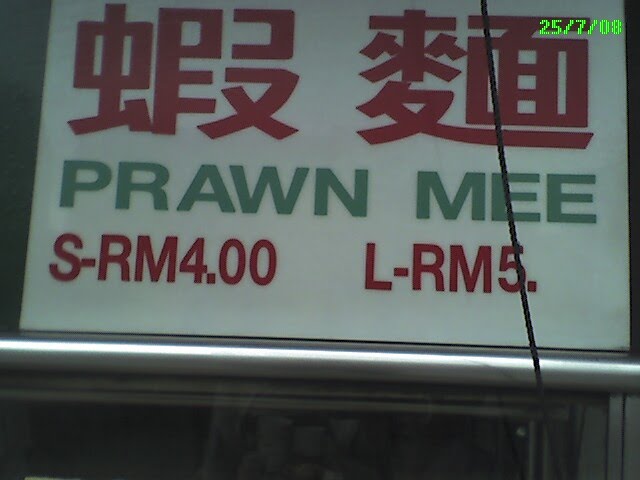 25/7/08
蝦麵
PRAWN MEE
S-RM4.00 L-RM5.